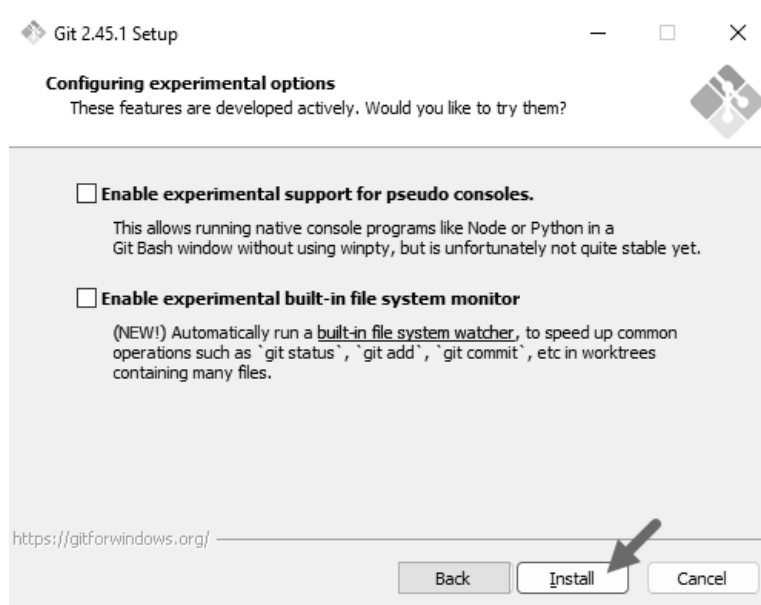 Git 2.45.1 Setup
Configuring experimental options
These features are developed actively. Would you like to try them?
Enable experimental support for pseudo consoles.
This allows running native console programs like Node or Python in a
Git Bash window without using winpty, but is unfortunately not quite stable yet.
Enable experimental built-in file system monitor
(NEW!) Automatically run a built-in file system watcher, to speed up common
operations such as `git status`, `git add`, `git commit`, etc in worktrees
containing many files.
https://gitforwindows.org/
Back Install Cancel